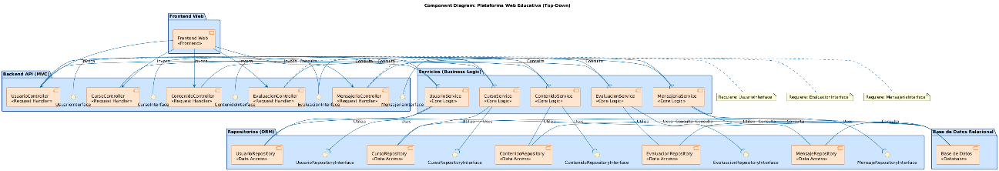 Component Diagram: Plataforma Web Educativa (Top-Down)
Frontend Web
Frontend Web
«Frontend»
Invoca
Invoca
Invoca
Invoca
Consulta
Consulta
Consulta
Consulta
Backend API (MVC)
UsuarioController
«Request Handler»
UsuarioInterface
CursoController
«Request Handler»
CursoInterface
ContenidoController
«Request Handler»
ContenidoInterface
EvaluacionController
«Request Handler»
EvaluacionInterface
MensajeriaController
«Request Handler»
MensajeriaInterface
Servicios (Business Logic)
UsuarioService
«Core Logic»
CursoService
«Core Logic»
ContenidoService
«Core Logic»
EvaluacionService
«Core Logic»
MensajeriaService
«Core Logic»
Requiere: UsuarioInterface
Requiere: EvaluacionInterface
Requiere: MensajeriaInterface
Utiliza
Uses
Utiliza
Uses
Utiliza
Uses
Utiliza
Uses
Consulta
Consulta
Utiliza
Consulta
Consulta
Uses
Consulta
Repositorios (ORM)
UsuarioRepository
«Data Access»
UsuarioRepositoryInterface
CursoRepository
«Data Access»
CursoRepositoryInterface
ContenidoRepository
«Data Access»
ContenidoRepositoryInterface
EvaluacionRepository
«Data Access»
EvaluacionRepositoryInterface
MensajeRepository
«Data Access»
MensajeRepositoryInterface
Base de Datos Relacional
Base de Datos
«Database»